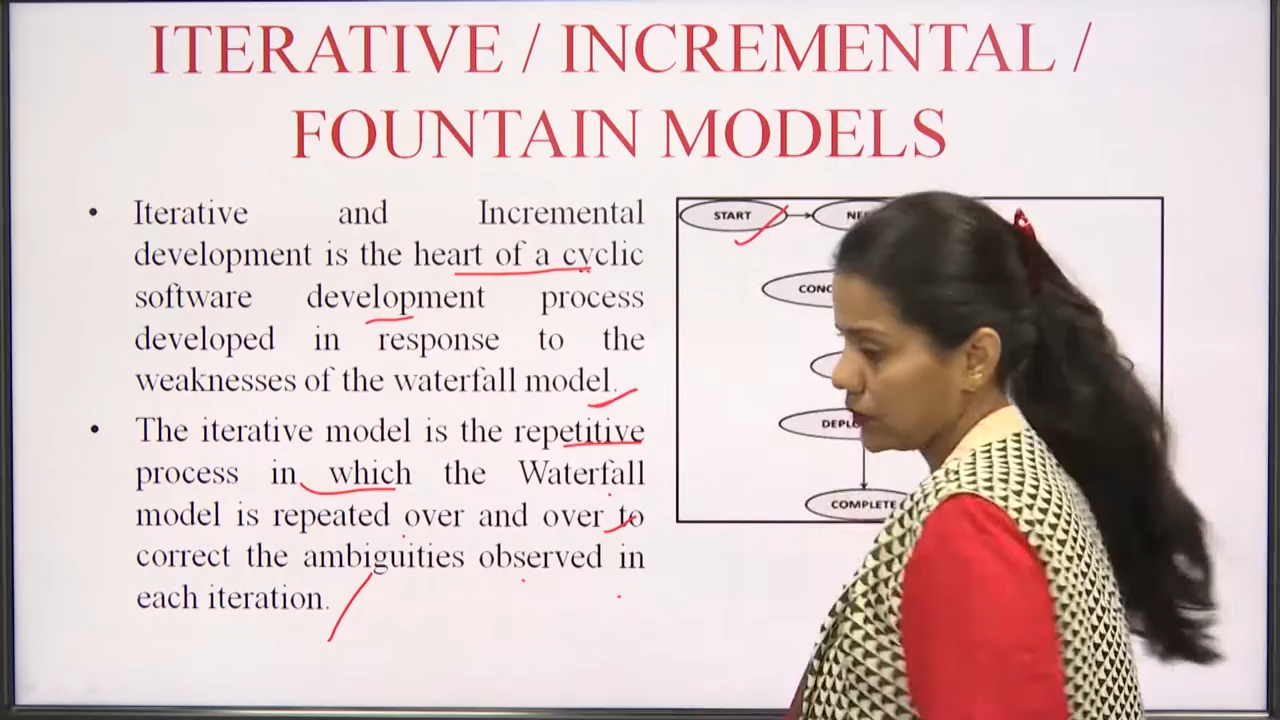 ITERATIVE / INCREMENTAL /
FOUNTAIN MODELS
• Iterative and Incremental
development is the heart of a cyclic
software development process
developed in response to the
weaknesses of the waterfall model.
• The iterative model is the repetitive
process in which the Waterfall
model is repeated over and over to
correct the ambiguities observed in
each iteration.
START
COMPLETE